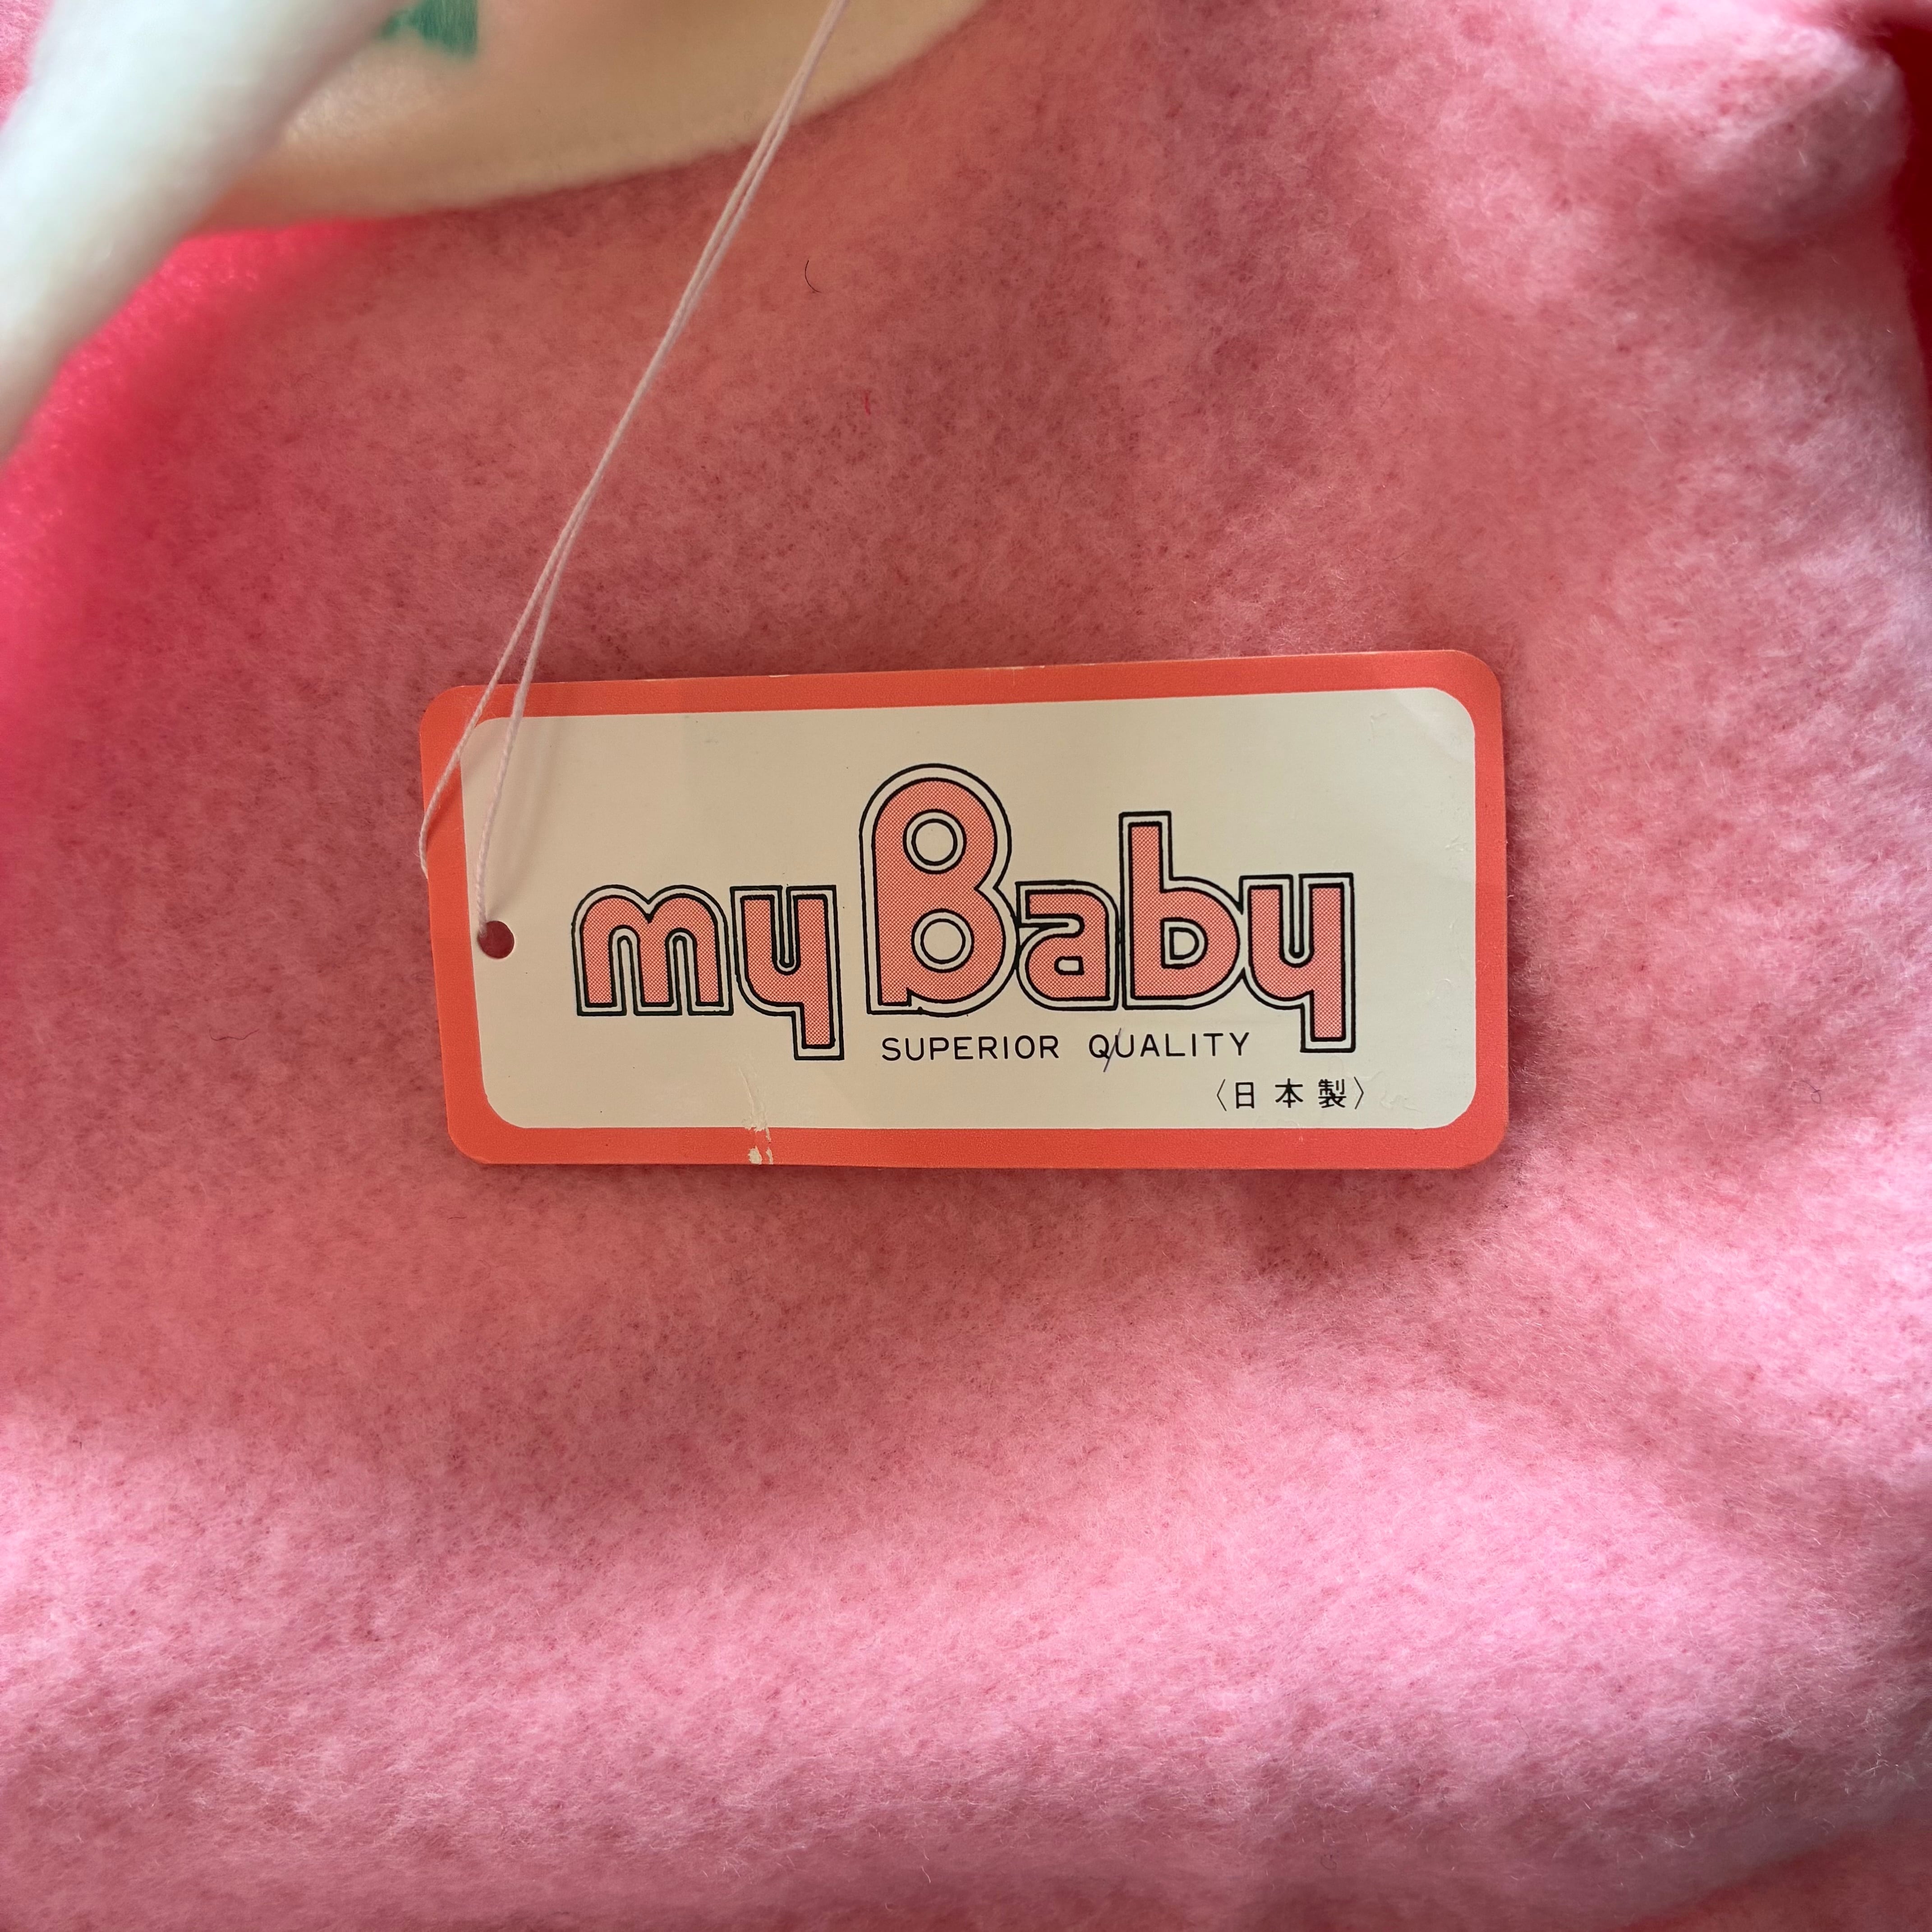 my Baby
SUPERIOR QUALITY
〈日本製〉